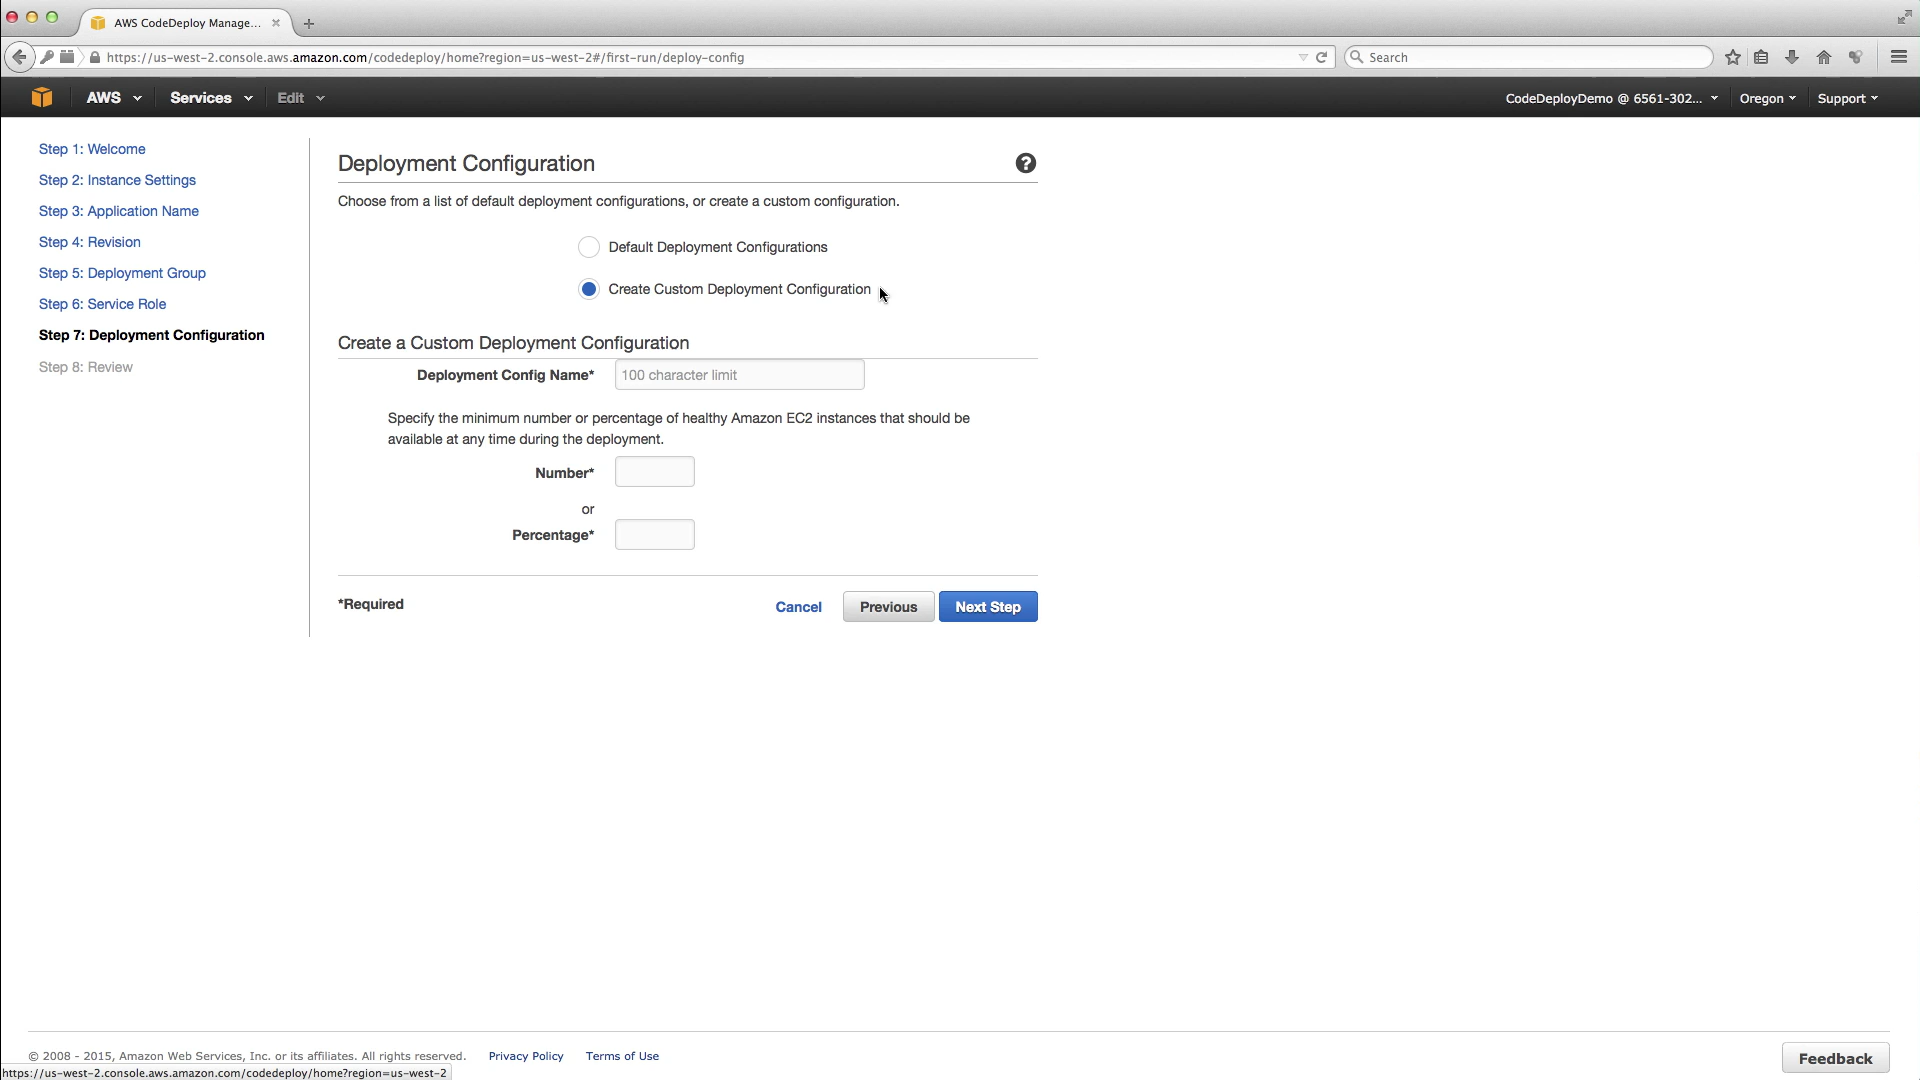 AWS CodeDeploy Manage...
https://us-west-2.console.aws.amazon.com/codedeploy/home?region=us-west-2#/first-run/deploy-config
Search
AWS
Services
Edit
CodeDeployDemo @ 6561-302...
Oregon
Support
Step 1: Welcome
Step 2: Instance Settings
Step 3: Application Name
Step 4: Revision
Step 5: Deployment Group
Step 6: Service Role
Step 7: Deployment Configuration
Step 8: Review
Deployment Configuration
?
Choose from a list of default deployment configurations, or create a custom configuration.
Default Deployment Configurations
Create Custom Deployment Configuration
Create a Custom Deployment Configuration
Deployment Config Name*
100 character limit
Specify the minimum number or percentage of healthy Amazon EC2 instances that should be
available at any time during the deployment.
Number*
or
Percentage*
*Required
Cancel
Previous
Next Step
© 2008 - 2015, Amazon Web Services, Inc. or its affiliates. All rights reserved.
Privacy Policy
Terms of Use
Feedback
https://us-west-2.console.aws.amazon.com/codedeploy/home?region=us-west-2